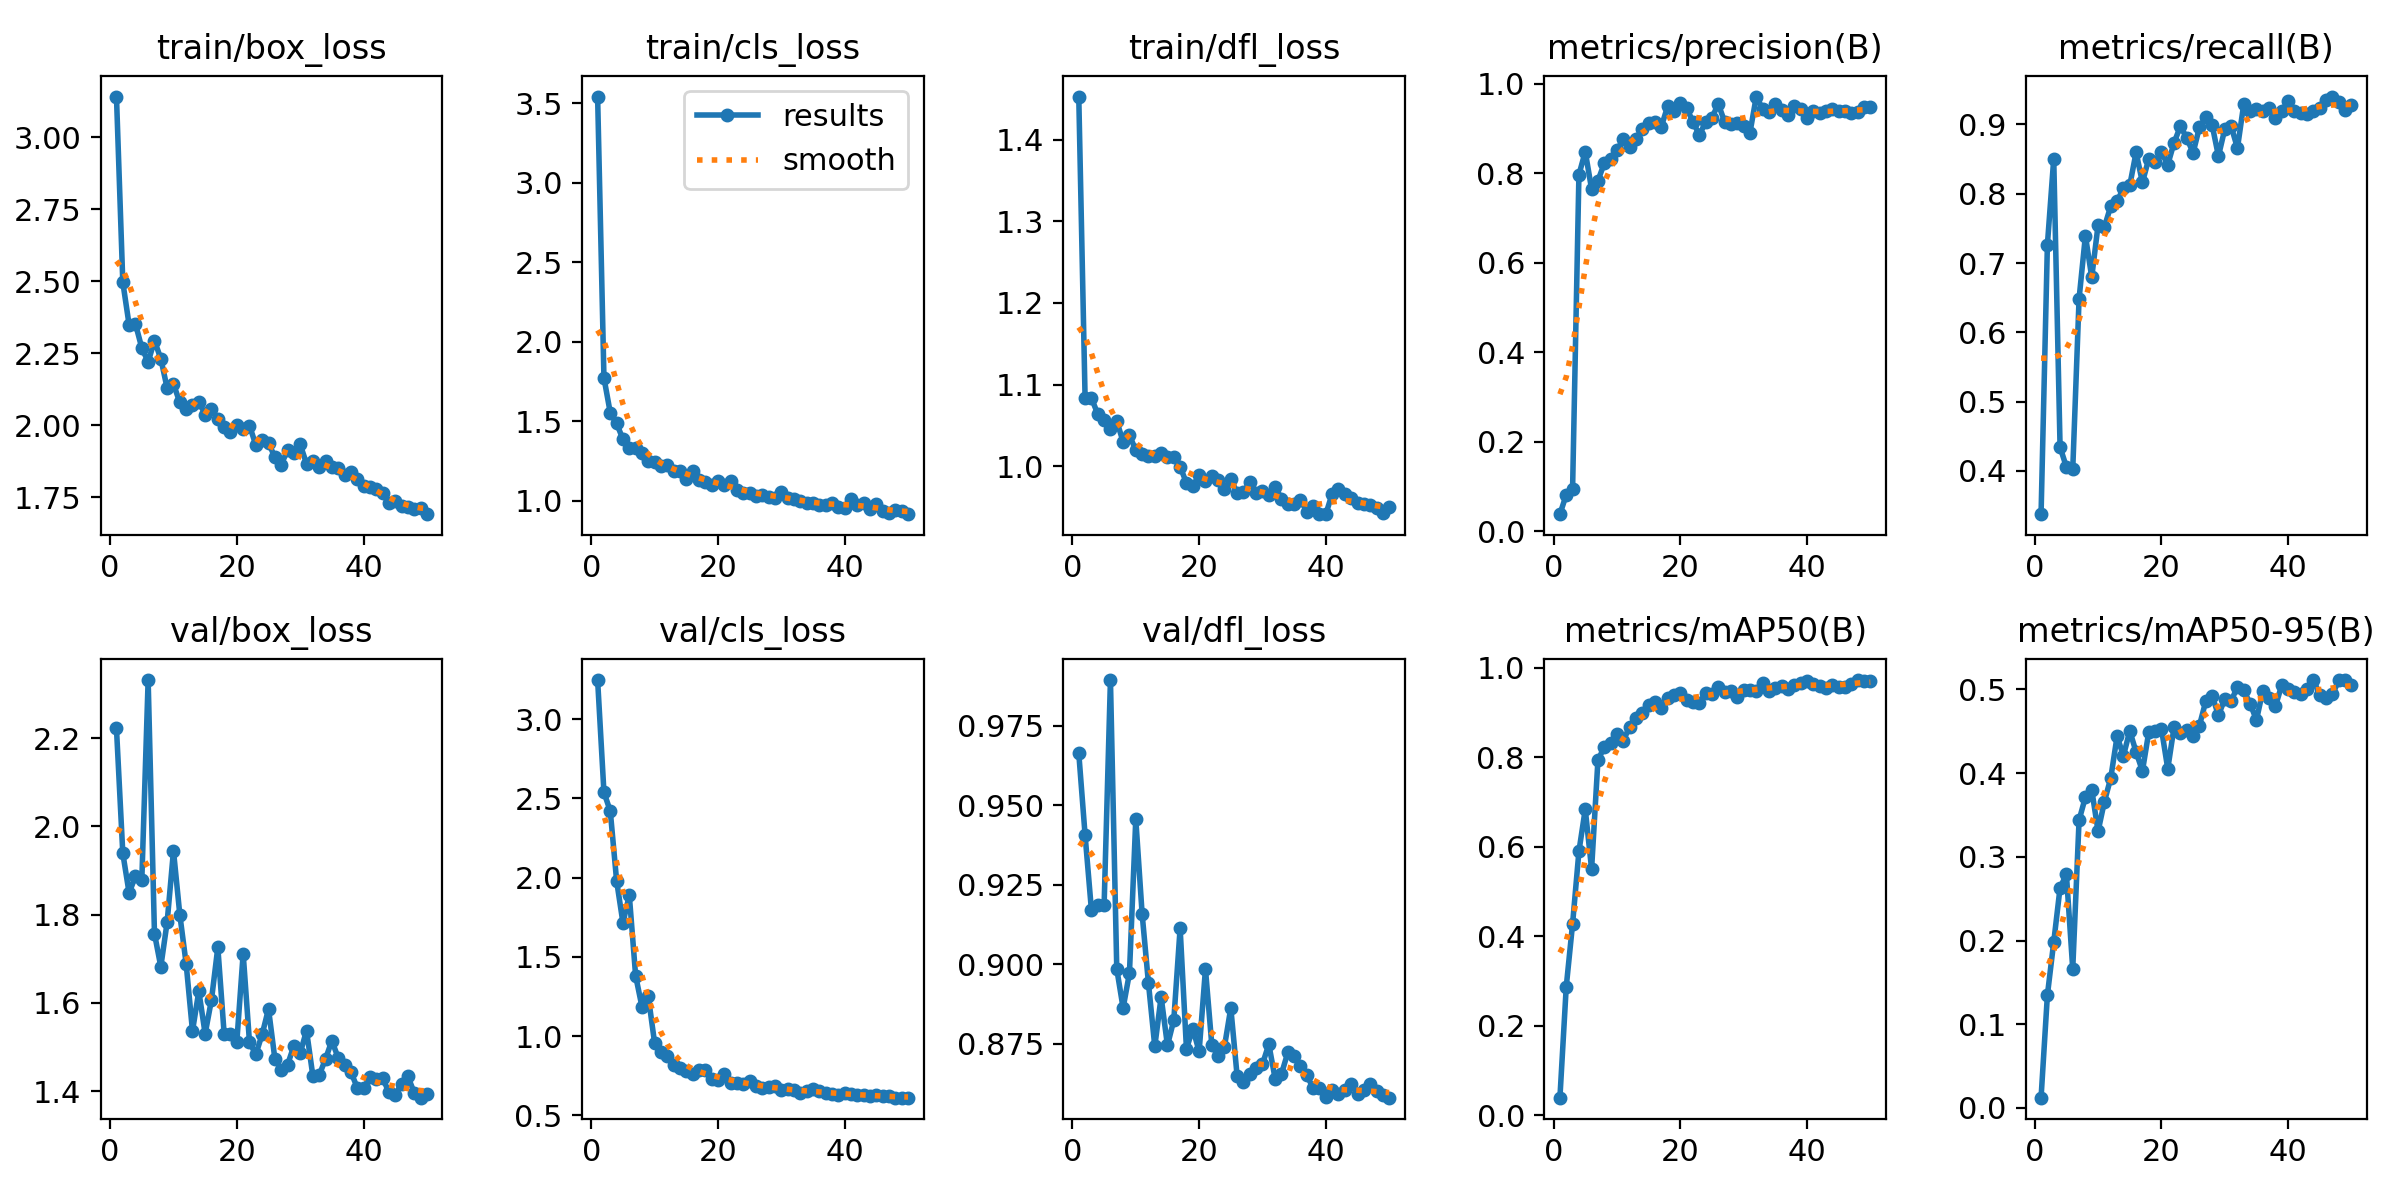 train/box_loss
train/cls_loss
train/dfl_loss
metrics/precision(B)
metrics/recall(B)
3.00
2.75
2.50
2.25
2.00
1.75
0 20 40
3.5
3.0
2.5
2.0
1.5
1.0
0 20 40
results
smooth
1.4
1.3
1.2
1.1
1.0
0 20 40
1.0
0.8
0.6
0.4
0.2
0.0
0 20 40
0.9
0.8
0.7
0.6
0.5
0.4
0 20 40
val/box_loss
val/cls_loss
val/dfl_loss
metrics/mAP50(B)
metrics/mAP50-95(B)
2.2
2.0
1.8
1.6
1.4
0 20 40
3.0
2.5
2.0
1.5
1.0
0.5
0 20 40
0.975
0.950
0.925
0.900
0.875
0 20 40
1.0
0.8
0.6
0.4
0.2
0.0
0 20 40
0.5
0.4
0.3
0.2
0.1
0.0
0 20 40